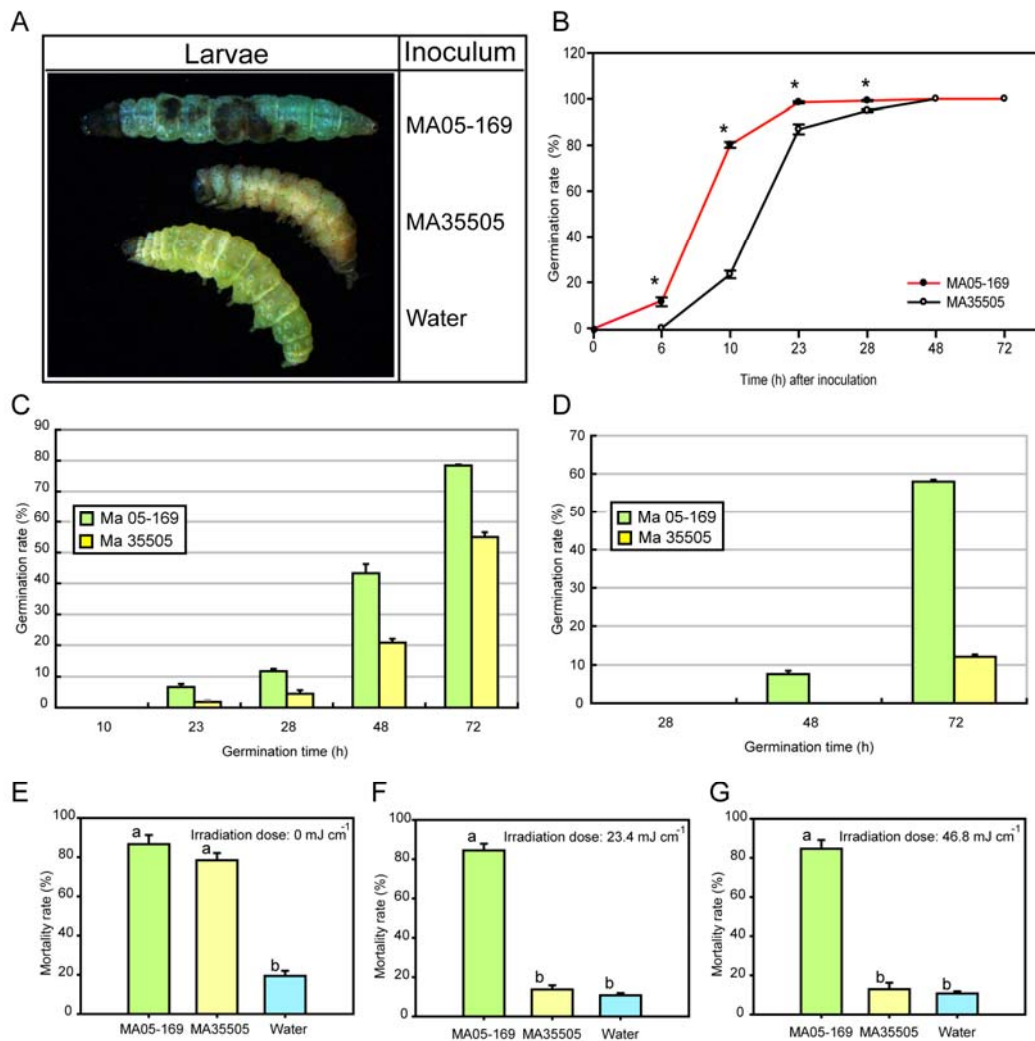 A
Larvae Inoculum
MA05-169
MA35505
Water
B
120
100
80
60
40
20
0
Germination rate (%)
* * * *
MA05-169
MA35505
0 6 10 23 28 48 72
Time (h) after inoculation
C
90
80
70
60
50
40
30
20
10
0
Germination rate (%)
Ma 05-169
Ma 35505
10 23 28 48 72
Germination time (h)
D
70
60
50
40
30
20
10
0
Germination rate (%)
Ma 05-169
Ma 35505
28 48 72
Germination time (h)
E
100
80
60
40
20
0
Mortality rate (%)
Irradiation dose: 0 mJ cm-1
a a b
MA05-169 MA35505 Water
F
100
80
60
40
20
0
Mortality rate (%)
Irradiation dose: 23.4 mJ cm-1
a b b
MA05-169 MA35505 Water
G
100
80
60
40
20
0
Mortality rate (%)
Irradiation dose: 46.8 mJ cm-1
a b b
MA05-169 MA35505 Water